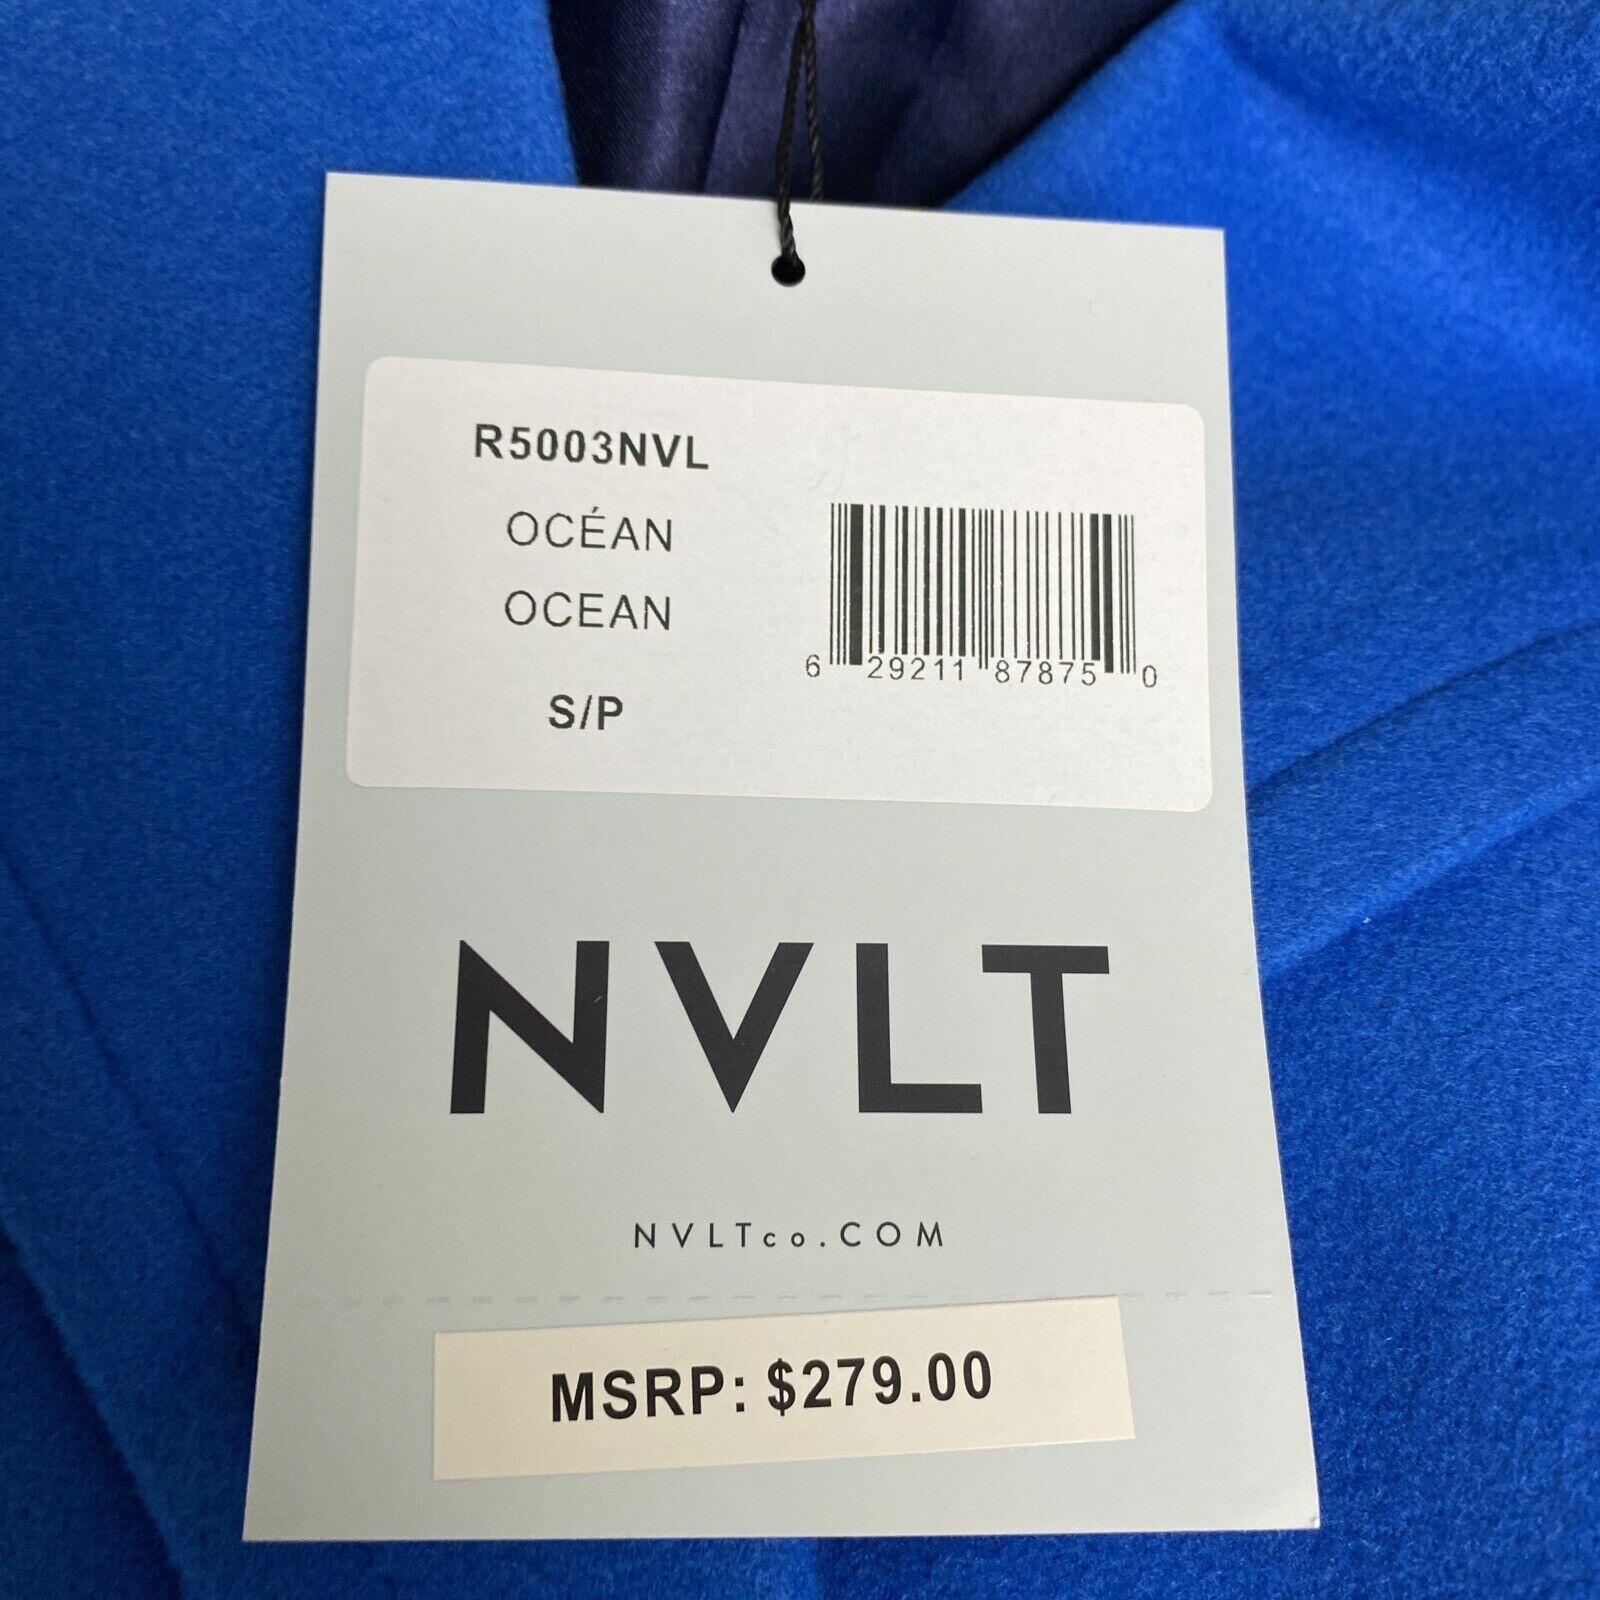 R5003NVL
OCÉAN
OCEAN
S/P
6 29211 87875 0
NVLT
NVLTco.COM
MSRP: $279.00